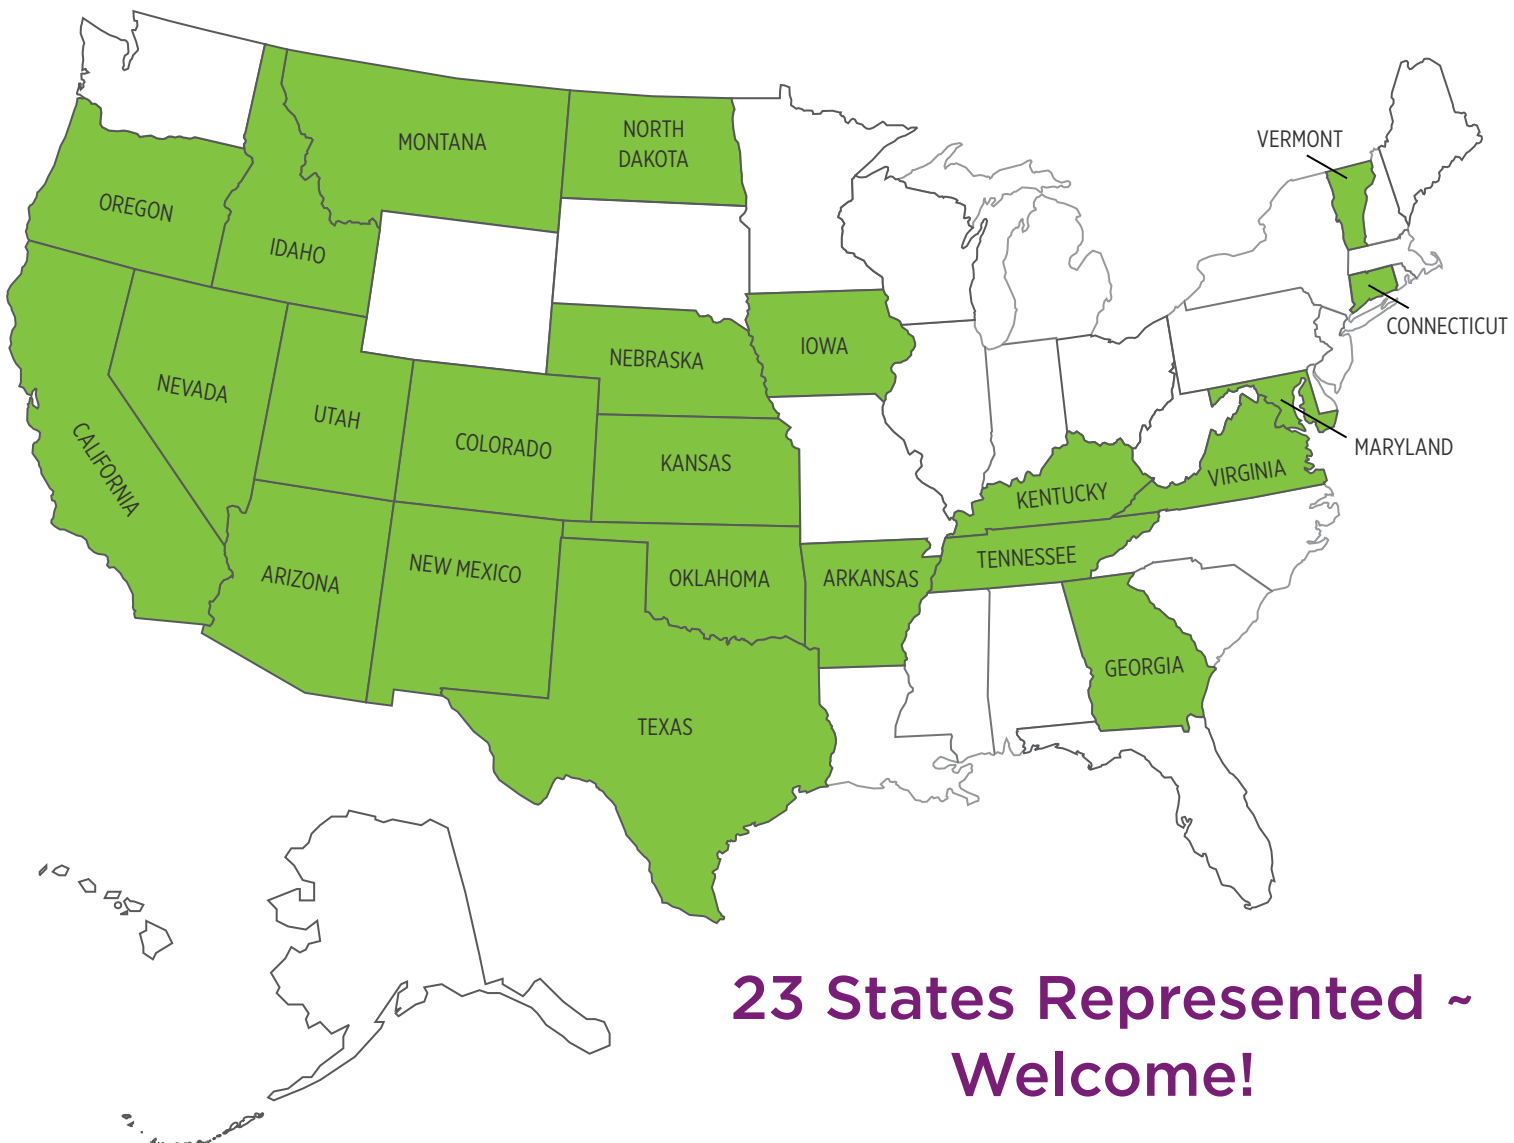 VERMONT
MONTANA
NORTH
DAKOTA
OREGON
IDAHO
CONNECTICUT
IOWA
NEBRASKA
NEVADA
UTAH
COLORADO
KANSAS
CALIFORNIA
MARYLAND
VIRGINIA
KENTUCKY
TENNESSEE
ARIZONA
NEW MEXICO
OKLAHOMA
ARKANSAS
GEORGIA
TEXAS
23 States Represented ~
Welcome!